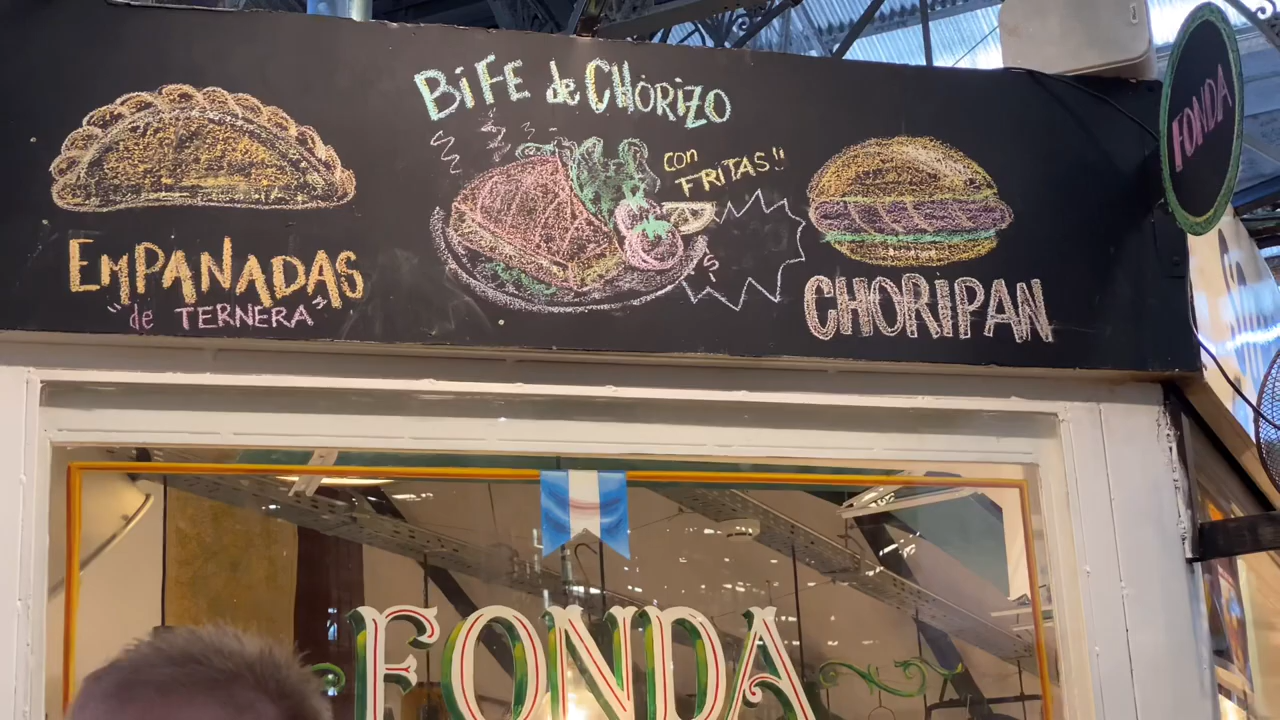 EMPANADAS
"de TERNERA"
BiFE de CHORiZO
con
FRiTAS!!
$
CHORiPAN
FONDA
FONDA